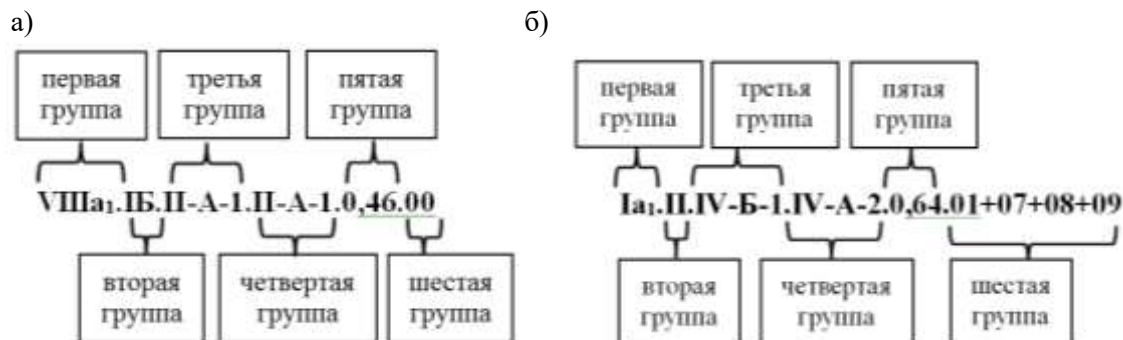 а)
б)
первая
группа
третья
группа
пятая
группа
VIIIа₁.IБ.II-А-1.II-А-1.0,46.00
вторая
группа
четвертая
группа
шестая
группа
первая
группа
третья
группа
пятая
группа
Iа₁.II.IV-Б-1.IV-А-2.0,64.01+07+08+09
вторая
группа
четвертая
группа
шестая
группа